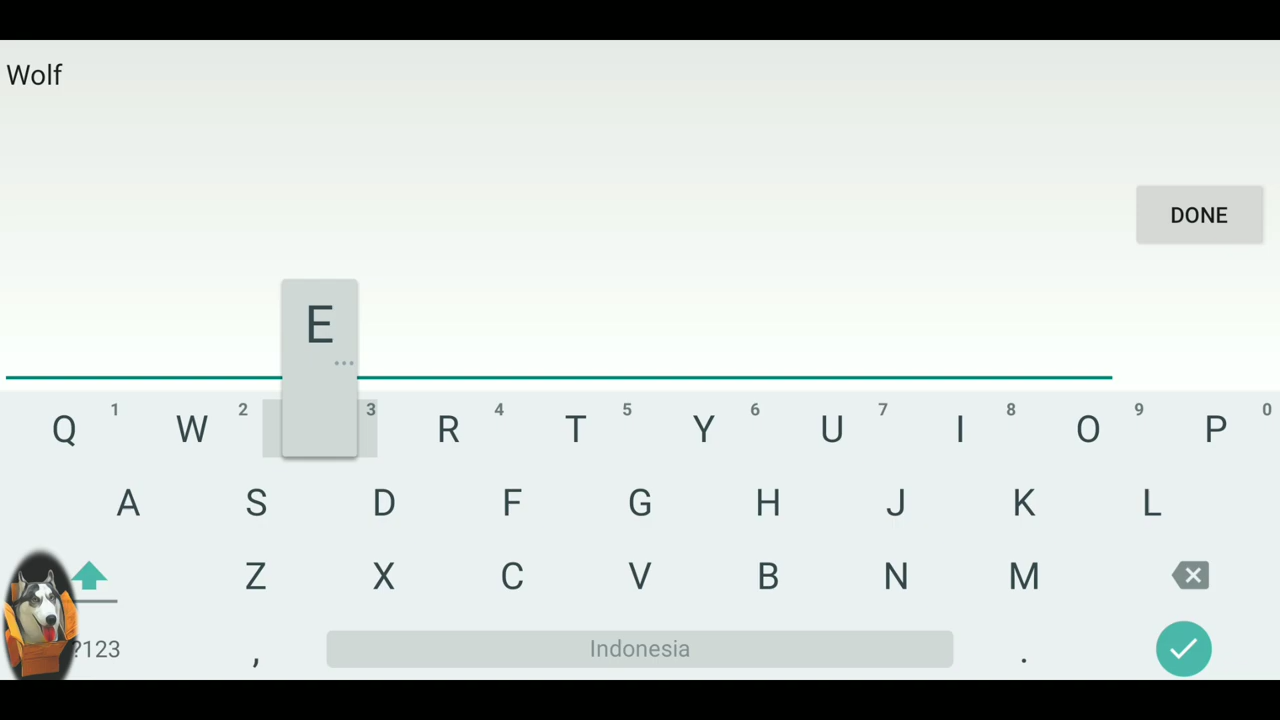 Wolf
DONE
E
...
Q 1 W 2 3 R 4 T 5 Y 6 U 7 I 8 O 9 P 0
A S D F G H J K L
Z X C V B N M
?123 , Indonesia .